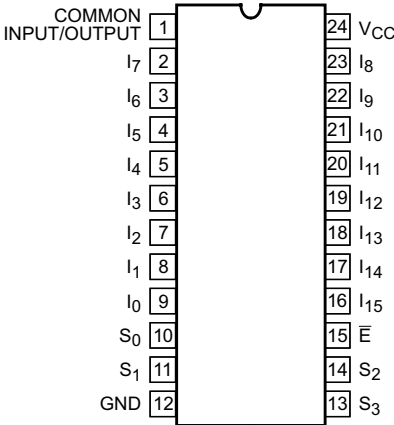 COMMON
INPUT/OUTPUT 1 24 VCC
I7 2 23 I8
I6 3 22 I9
I5 4 21 I10
I4 5 20 I11
I3 6 19 I12
I2 7 18 I13
I1 8 17 I14
I0 9 16 I15
S0 10 15 E̅
S1 11 14 S2
GND 12 13 S3